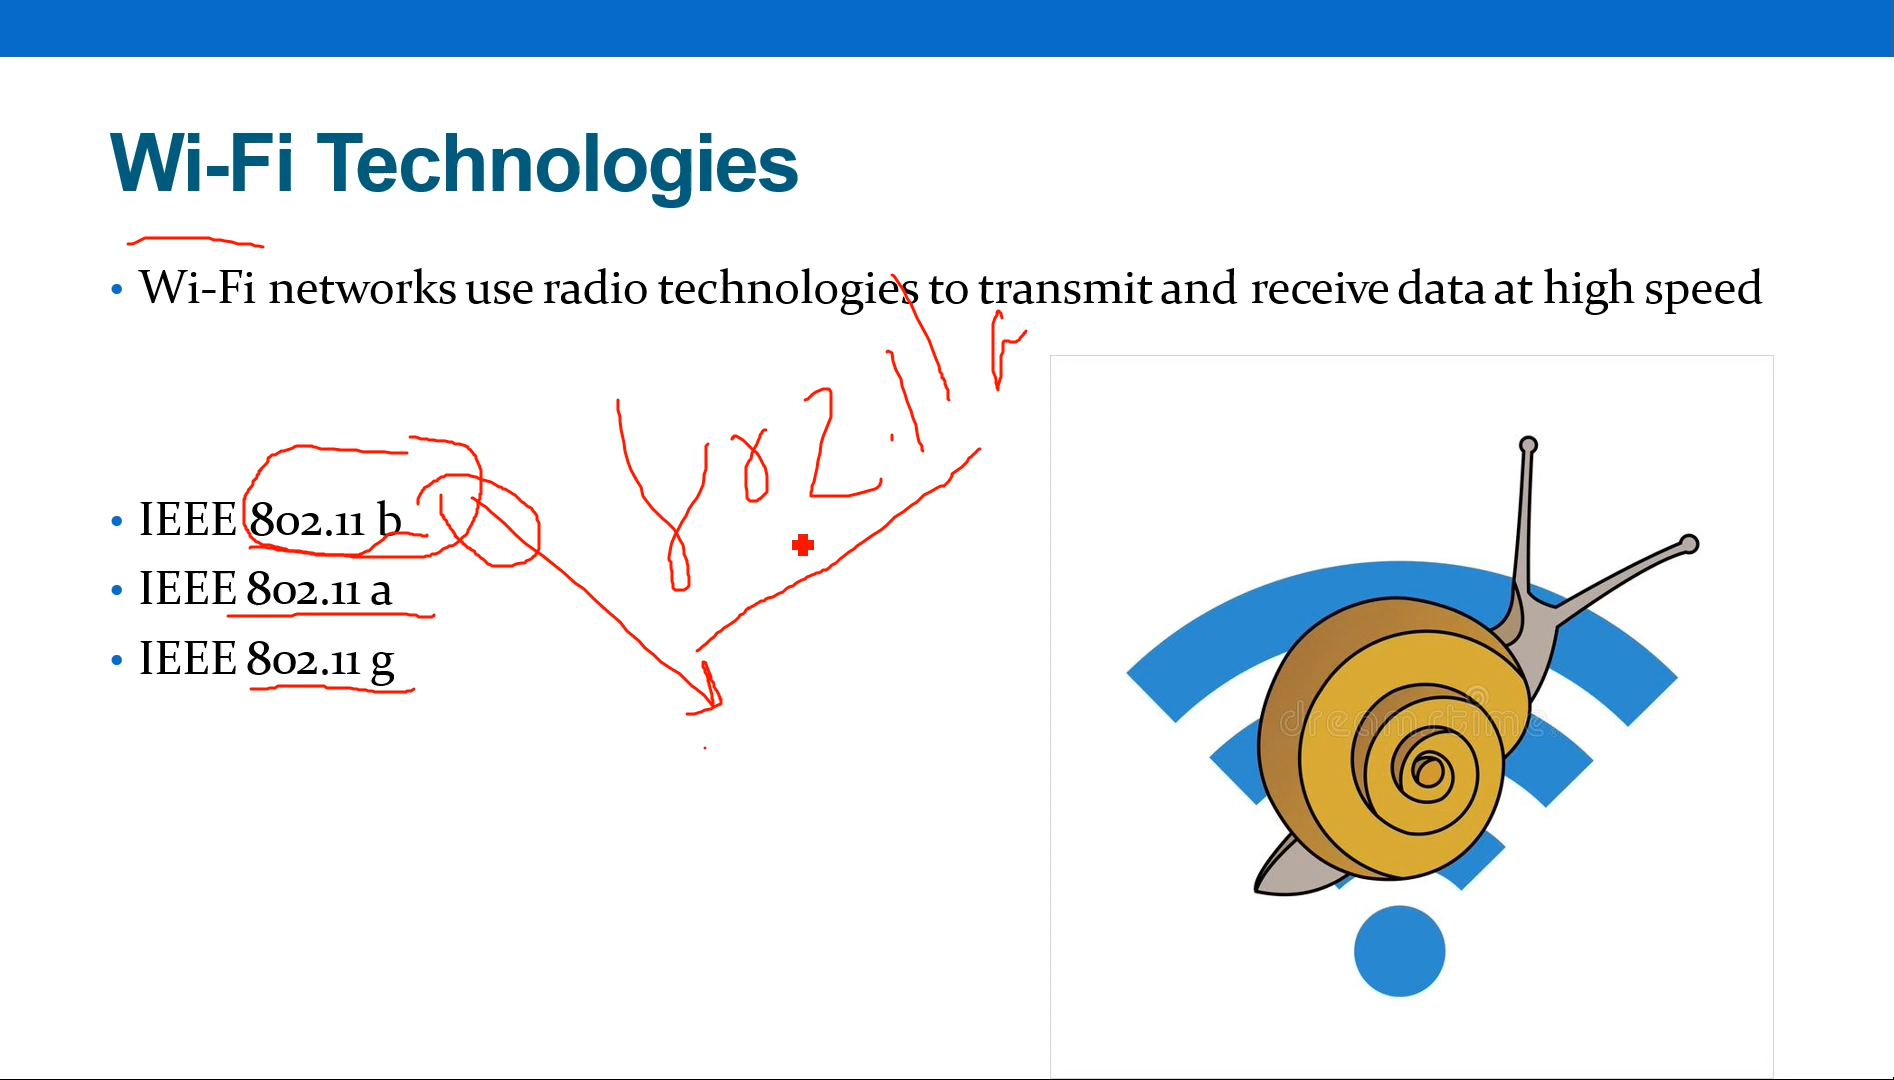 Wi-Fi Technologies
• Wi-Fi networks use radio technologies to transmit and receive data at high speed
• IEEE 802.11 b
• IEEE 802.11 a
• IEEE 802.11 g
dreamstime